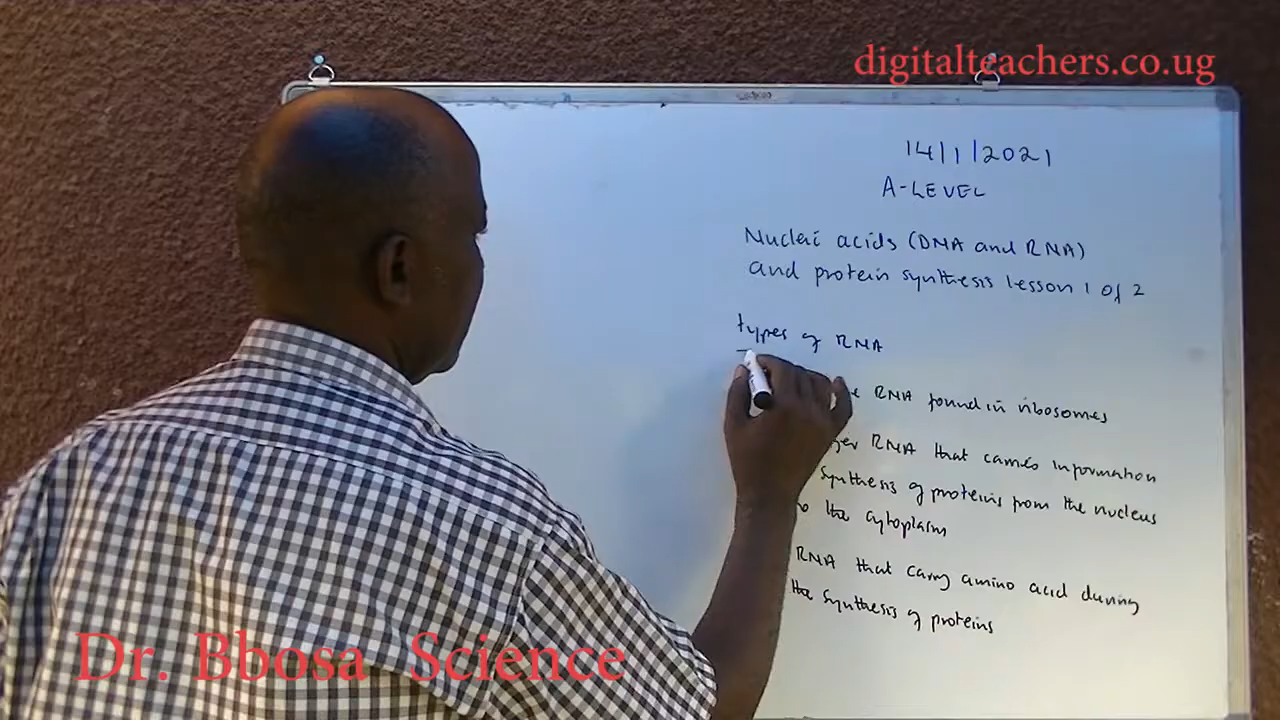 digitalteachers.co.ug
14/1/2021
A-LEVEL
Nucleic acids (DNA and RNA)
and protein synthesis lesson 1 of 2
types of RNA
RNA found in ribosomes
RNA that carries information
synthesis of proteins from the nucleus
the cytoplasm
RNA that carry amino acid during
the synthesis of proteins
Dr. Bbosa Science